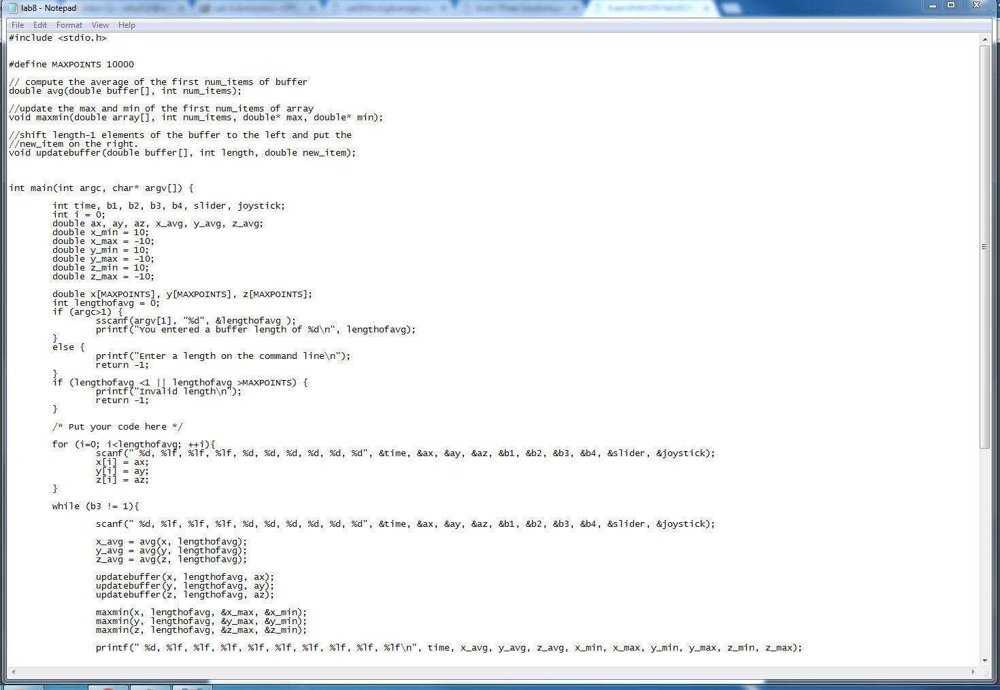 lab8 - Notepad
File Edit Format View Help
#include <stdio.h>
#define MAXPOINTS 10000
// compute the average of the first num_items of buffer
double avg(double buffer[], int num_items);
//update the max and min of the first num_items of array
void maxmin(double array[], int num_items, double* max, double* min);
//shift length-1 elements of the buffer to the left and put the
//new_item on the right.
void updatebuffer(double buffer[], int length, double new_item);
int main(int argc, char* argv[]) {
int time, b1, b2, b3, b4, slider, joystick;
int i = 0;
double ax, ay, az, x_avg, y_avg, z_avg;
double x_min = 10;
double x_max = -10;
double y_min = 10;
double y_max = -10;
double z_min = 10;
double z_max = -10;
double x[MAXPOINTS], y[MAXPOINTS], z[MAXPOINTS];
int lengthofavg = 0;
if (argc>1) {
sscanf(argv[1], "%d", &lengthofavg );
printf("You entered a buffer length of %d\n", lengthofavg);
}
else {
printf("Enter a length on the command line\n");
return -1;
}
if (lengthofavg <1 || lengthofavg >MAXPOINTS) {
printf("Invalid length\n");
return -1;
}
/* Put your code here */
for (i=0; i<lengthofavg; ++i){
scanf(" %d, %lf, %lf, %lf, %d, %d, %d, %d, %d, %d", &time, &ax, &ay, &az, &b1, &b2, &b3, &b4, &slider, &joystick);
x[i] = ax;
y[i] = ay;
z[i] = az;
}
while (b3 != 1){
scanf(" %d, %lf, %lf, %lf, %d, %d, %d, %d, %d, %d", &time, &ax, &ay, &az, &b1, &b2, &b3, &b4, &slider, &joystick);
x_avg = avg(x, lengthofavg);
y_avg = avg(y, lengthofavg);
z_avg = avg(z, lengthofavg);
updatebuffer(x, lengthofavg, ax);
updatebuffer(y, lengthofavg, ay);
updatebuffer(z, lengthofavg, az);
maxmin(x, lengthofavg, &x_max, &x_min);
maxmin(y, lengthofavg, &y_max, &y_min);
maxmin(z, lengthofavg, &z_max, &z_min);
printf(" %d, %lf, %lf, %lf, %lf, %lf, %lf, %lf, %lf, %lf\n", time, x_avg, y_avg, z_avg, x_min, x_max, y_min, y_max, z_min, z_max);